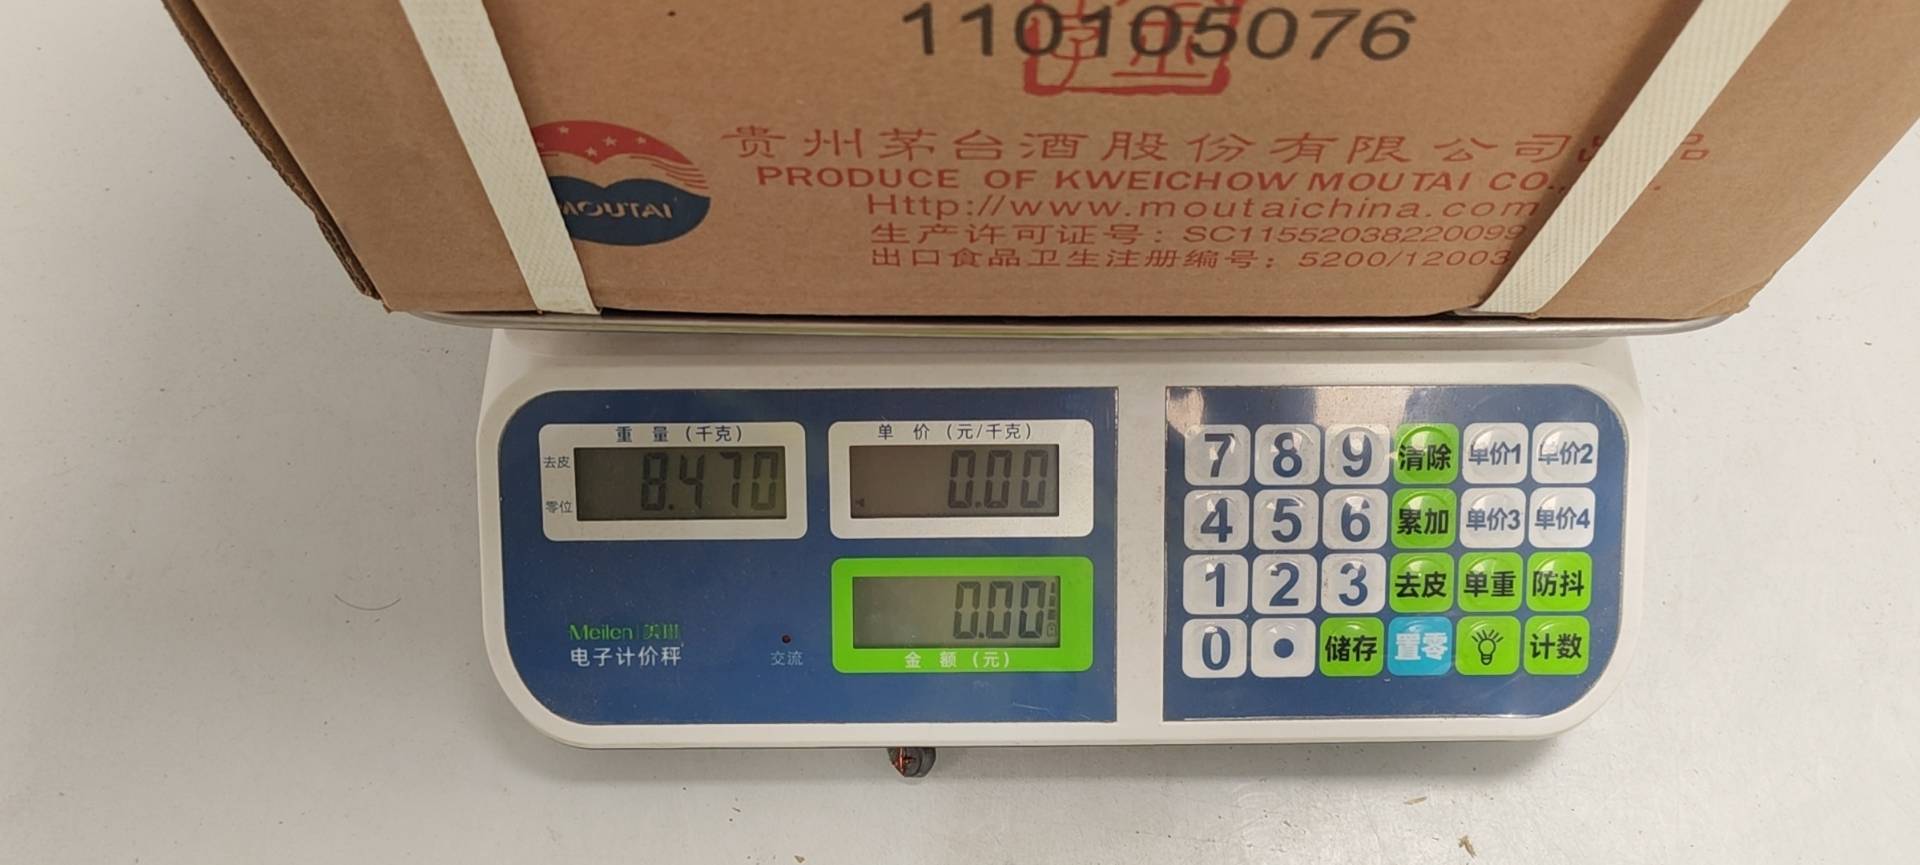 110105076
贵州茅台酒股份有限公司出品
PRODUCE OF KWEICHOW MOUTAI CO.,
MOUTAI
Http://www.moutaichina.com
生产许可证号：SC11552038220099
出口食品卫生注册编号：5200/12003
重 量（千克）
去皮
零位
8.470
单 价（元/千克）
0.00
0.00
金 额（元）
Meilen|美琳
电子计价秤
交流
7 8 9 清除 单价1 单价2
4 5 6 累加 单价3 单价4
1 2 3 去皮 单重 防抖
0 . 储存 置零 计数